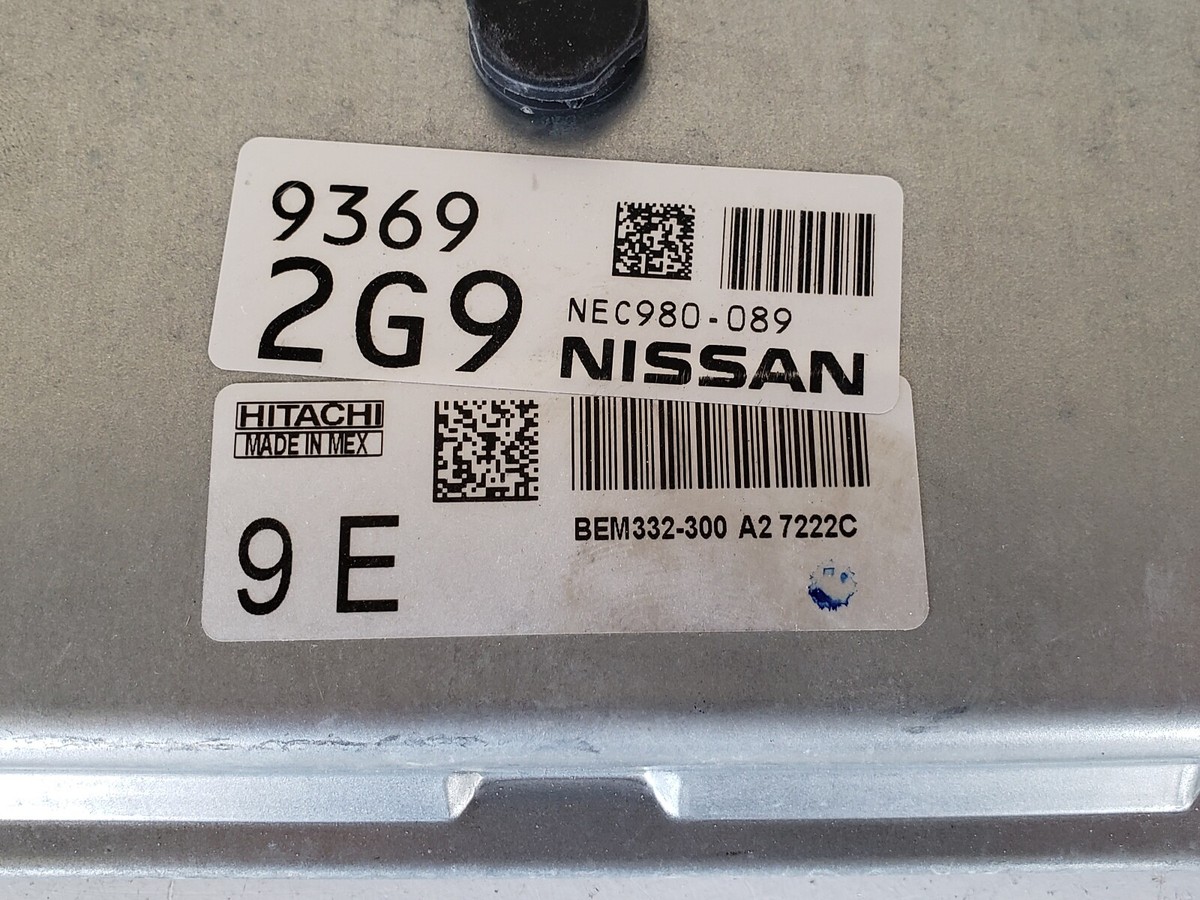 9369
2G9
NEC980-089
NISSAN
HITACHI
MADE IN MEX
9 E
BEM332-300 A2 7222C